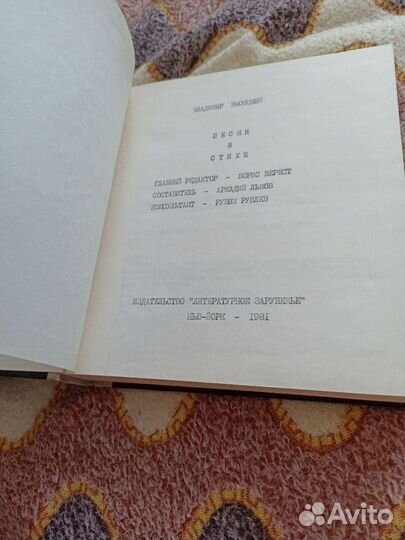 ВЛАДИМИР ВЫСОЦКИЙ
ПЕСНИ
И
СТИХИ
ГЛАВНЫЙ РЕДАКТОР - БОРИС БЕРЕСТ
СОСТАВИТЕЛЬ - АРКАДИЙ ЛЬВОВ
КОНСУЛЬТАНТ - РУВИМ РУБЛЕВ
ИЗДАТЕЛЬСТВО "ЛИТЕРАТУРНОЕ ЗАРУБЕЖЬЕ"
НЬЮ-ЙОРК - 1981
Avito